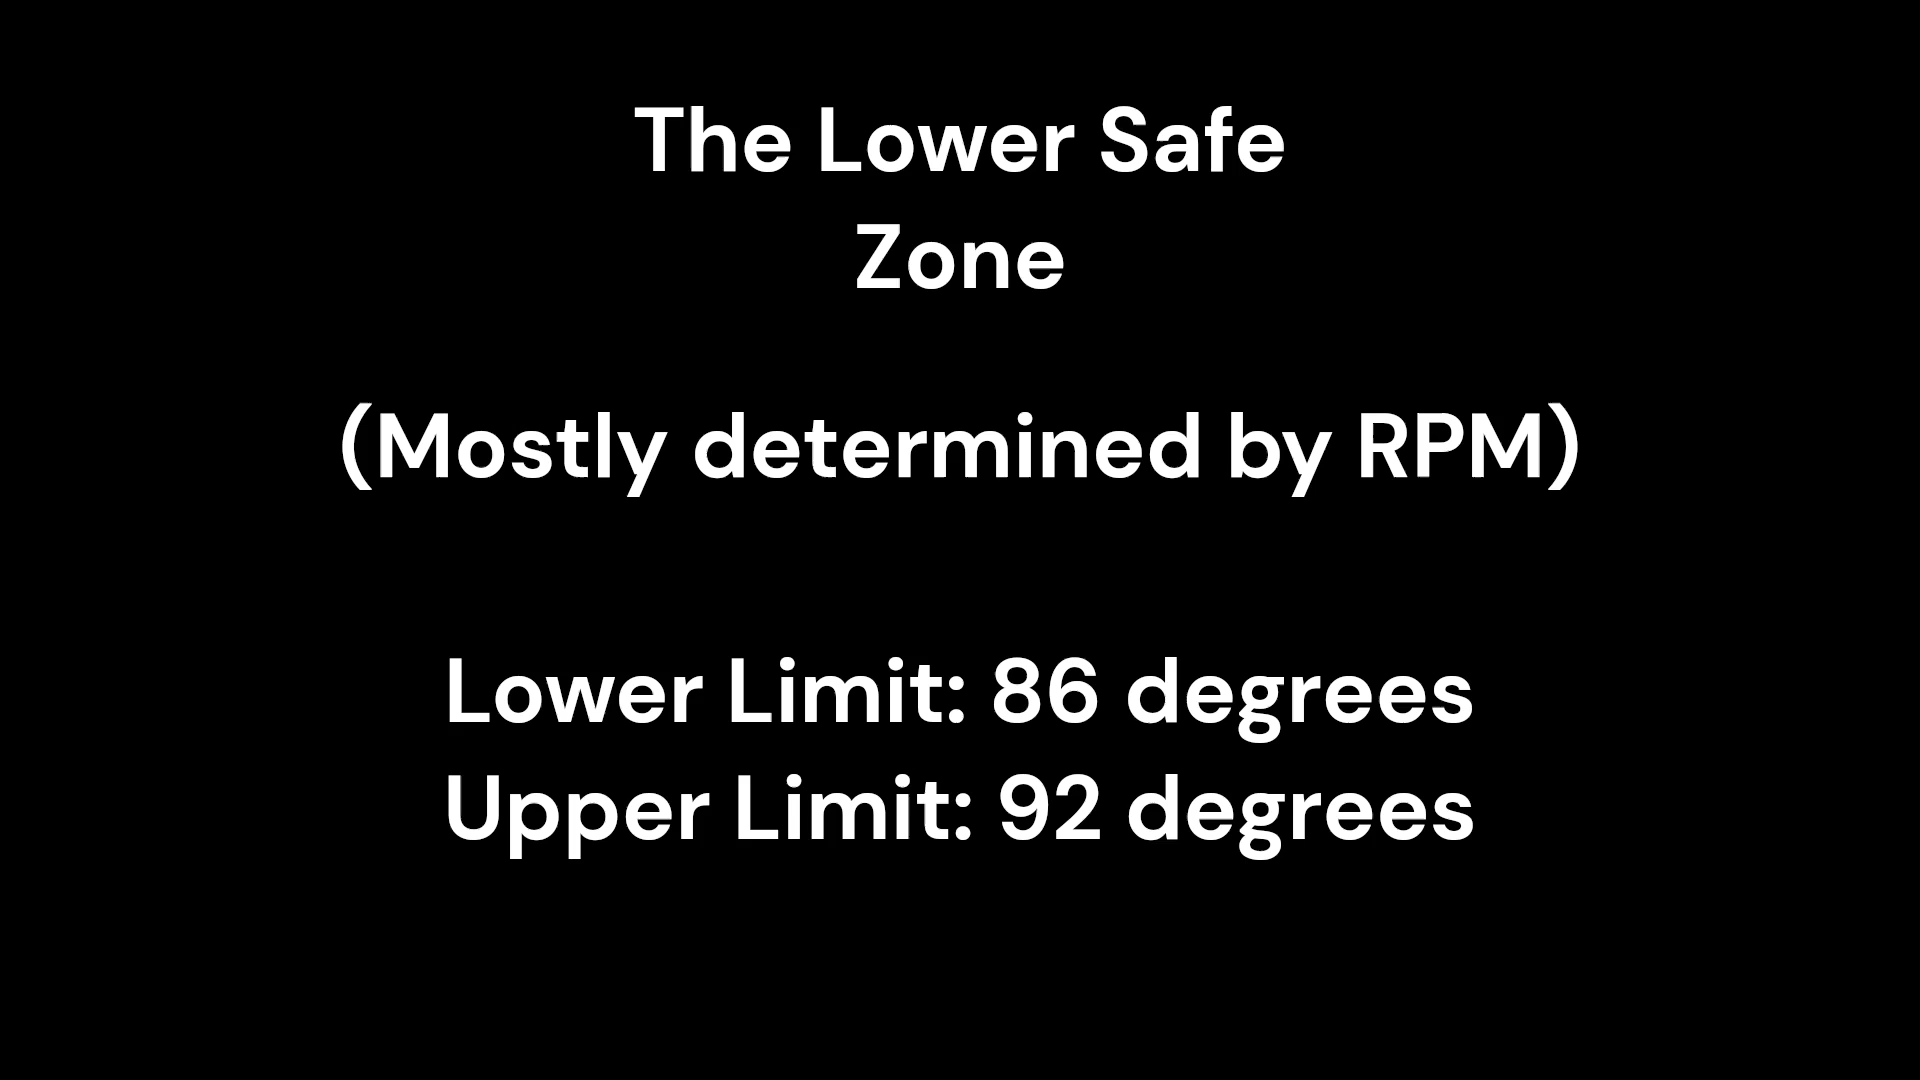 The Lower Safe
Zone
(Mostly determined by RPM)
Lower Limit: 86 degrees
Upper Limit: 92 degrees